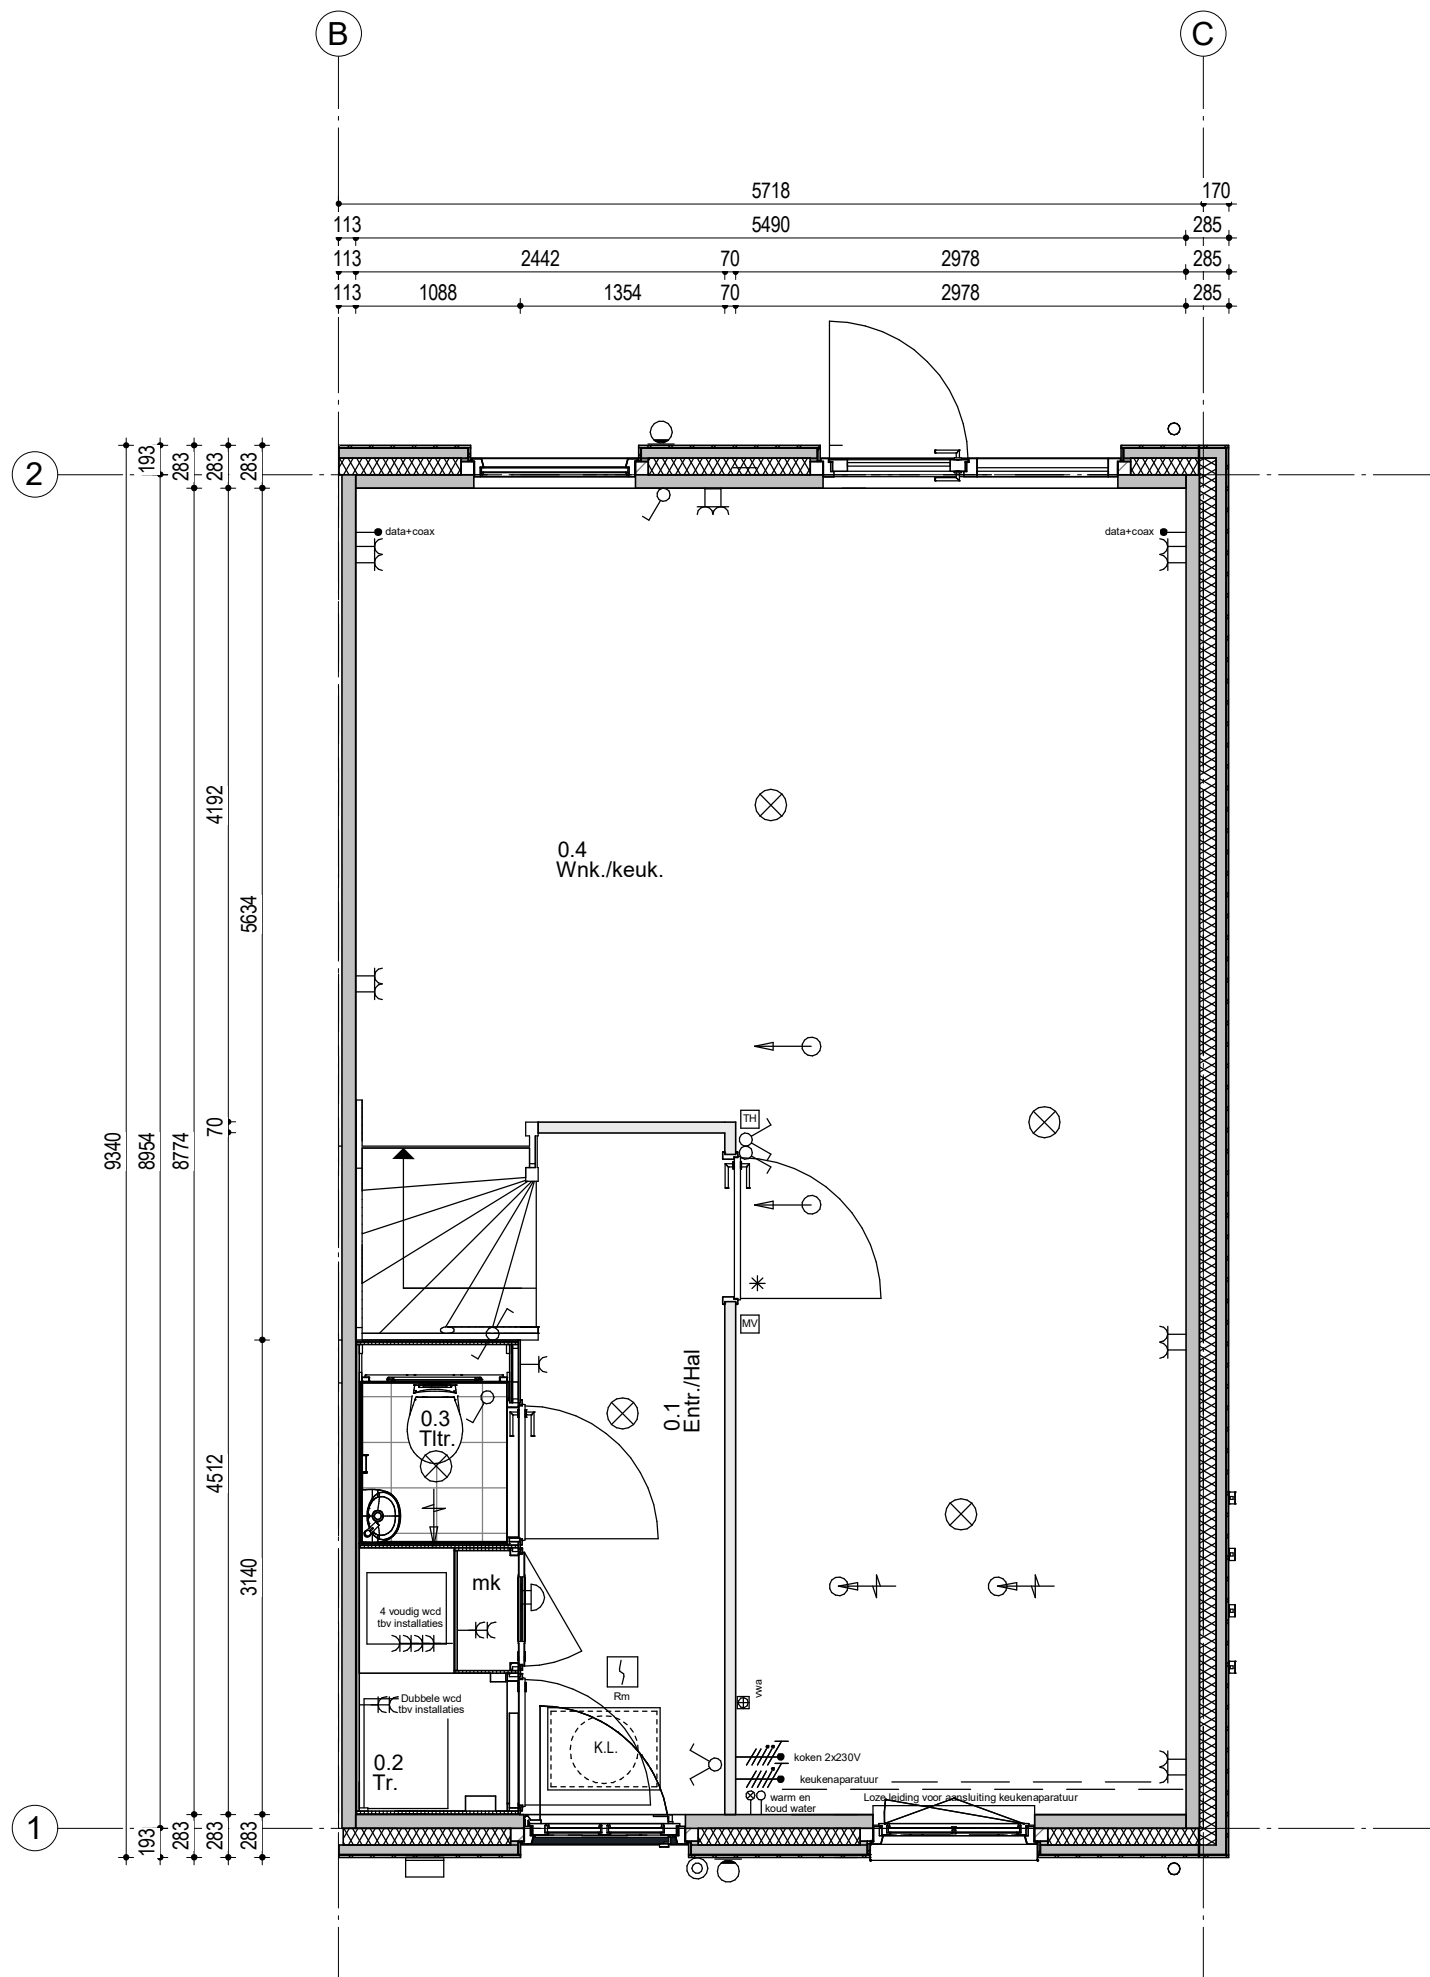 B
C
5718
170
113
5490
285
113
2442
70
2978
285
113
1088
1354
70
2978
285
2
193
283
283
283
data+coax
data+coax
4192
0.4
Wnk./keuk.
5634
70
9340
8954
8774
TH
MV
0.1
Entr./Hal
0.3
Tltr.
4512
3140
mk
4 voudig wcd
tbv installaties
Rm
vwa
Dubbele wcd
tbv installaties
K.L.
0.2
Tr.
koken 2x230V
keukenaparatuur
warm en
koud water
Loze leiding voor aansluiting keukenaparatuur
1
193
283
283
283